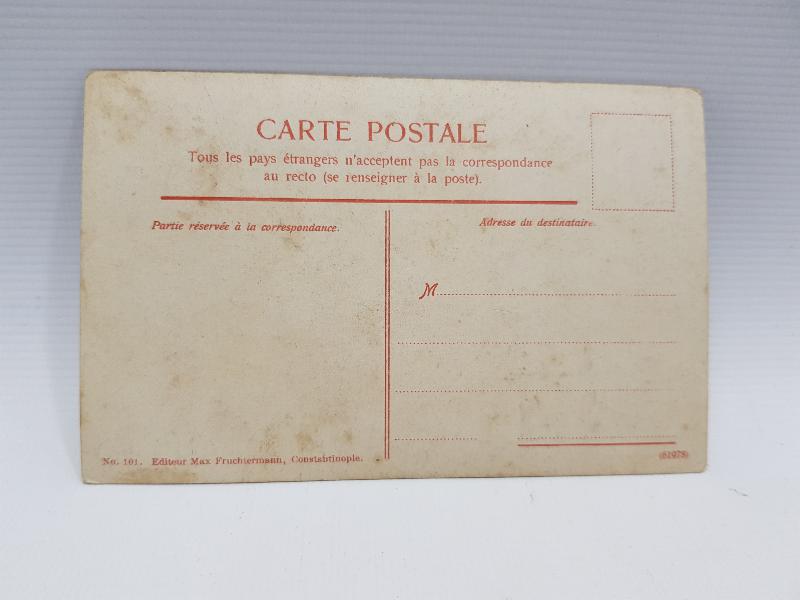 CARTE POSTALE
Tous les pays étrangers n'acceptent pas la correspondance
au recto (se renseigner à la poste).
Partie réservée à la correspondance.
Adresse du destinataire.
M
No. 101. Editeur Max Fruchtermann, Constantinople.
(61978)